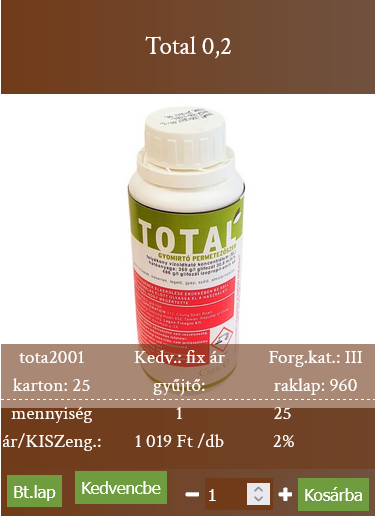 Total 0,2
TOTAL
GYOMIRTÓ PERMETEZŐSZER
tota2001 Kedv.: fix ár Forg.kat.: III
karton: 25 gyűjtő: raklap: 960
mennyiség 1 25
ár/KISZeng.: 1 019 Ft /db 2%
Bt.lap Kedvencbe 1 Kosárba